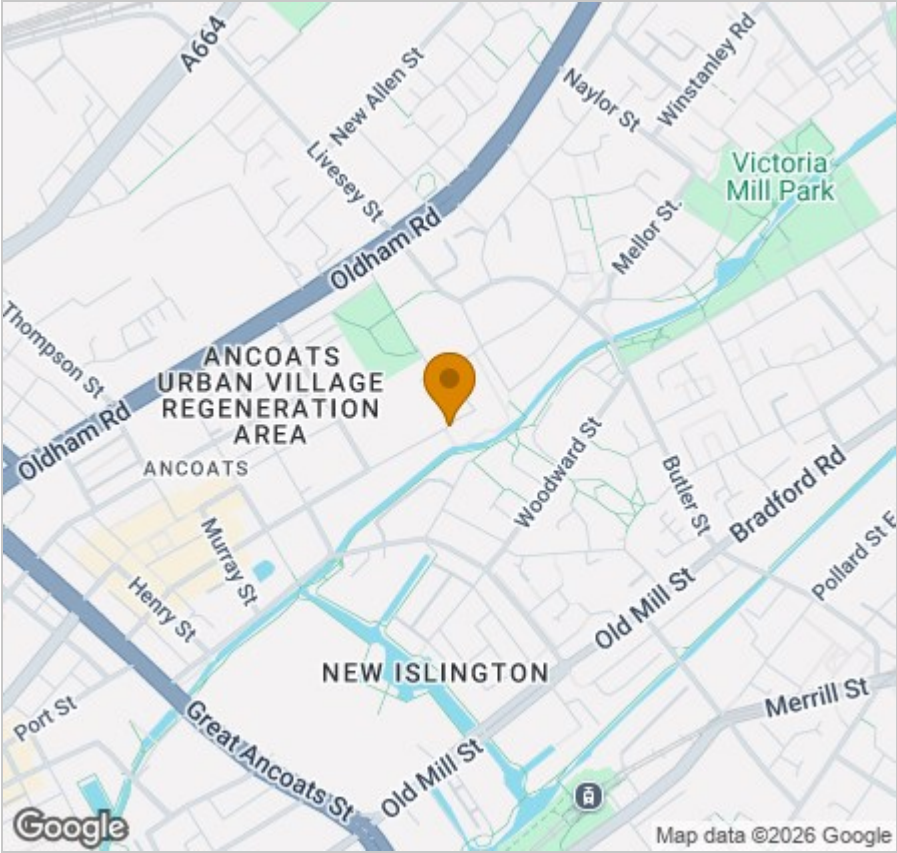 A664
New Allen St
Winstanley Rd
Naylor St
Livesey St
Victoria
Mill Park
Oldham Rd
Mellor St.
Thompson St
ANCOATS
URBAN VILLAGE
REGENERATION
AREA
Oldham Rd
ANCOATS
Woodward St
Butler St
Bradford Rd
Murray St
Pollard St E
Henry St
Old Mill St
NEW ISLINGTON
Merrill St
Port St
Great Ancoats St
Old Mill St
Google
Map data ©2026 Google